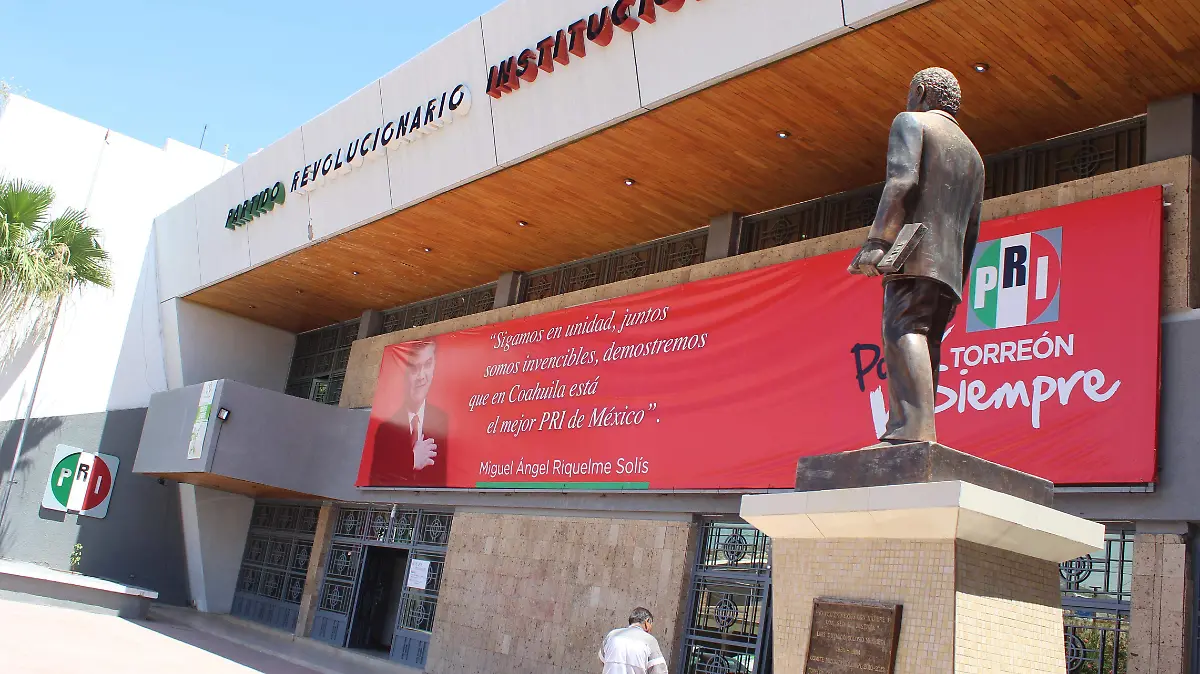 PARTIDO REVOLUCIONARIO INSTITUCIO
"Sigamos en unidad, juntos
somos invencibles, demostremos
que en Coahuila está
el mejor PRI de México".
Miguel Ángel Riquelme Solís
PRI
TORREÓN
Siempre
PRI